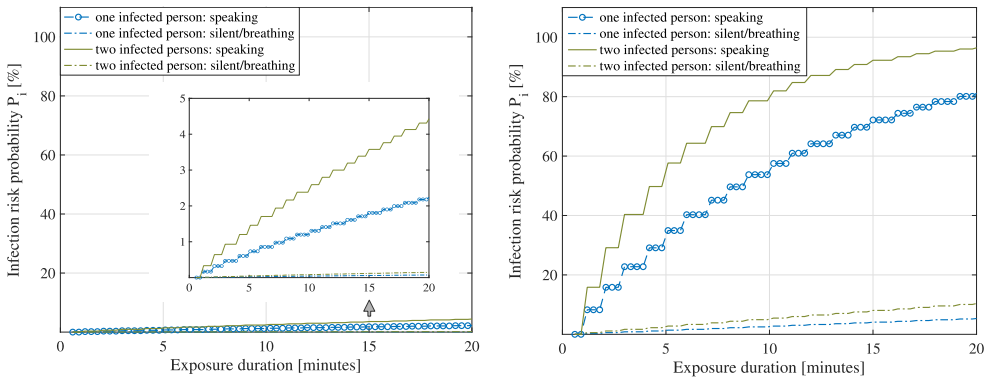 Infection risk probability P_i [%]
110
80
60
40
20
one infected person: speaking
one infected person: silent/breathing
two infected persons: speaking
two infected person: silent/breathing
5
4
3
2
1
0 5 10 15 20
0 5 10 15 20
Exposure duration [minutes]
Infection risk probability P_i [%]
100
80
60
40
20
one infected person: speaking
one infected person: silent/breathing
two infected persons: speaking
two infected person: silent/breathing
0 5 10 15 20
Exposure duration [minutes]